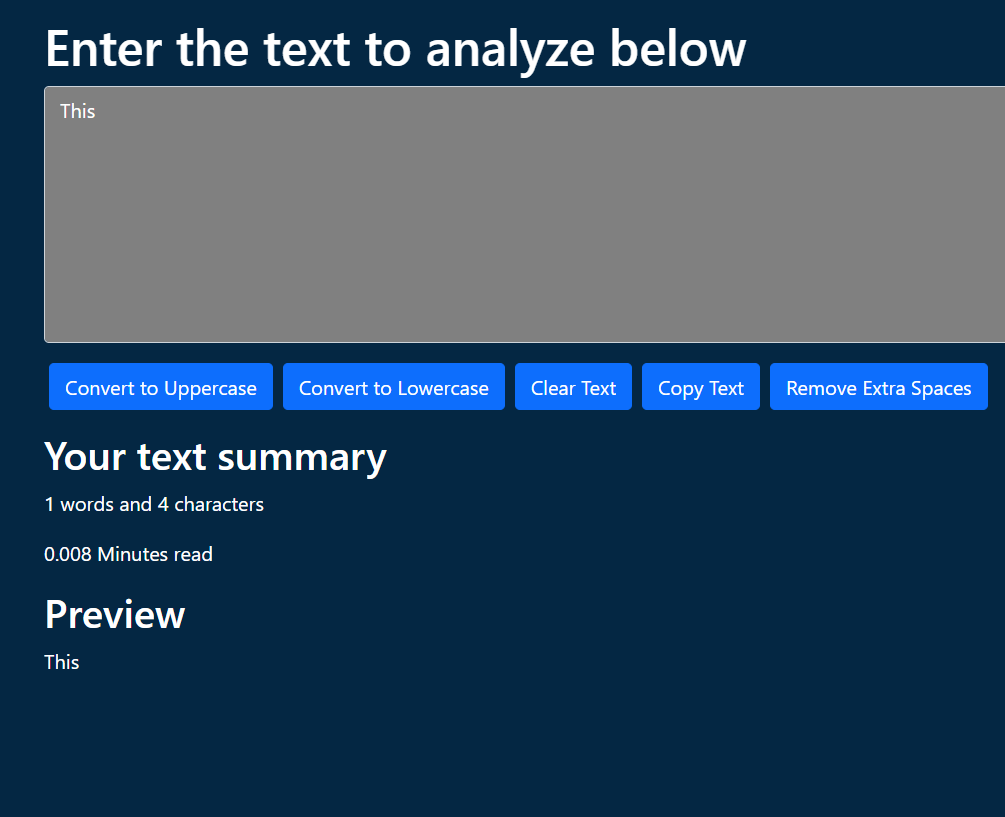 Enter the text to analyze below
This
Convert to Uppercase Convert to Lowercase Clear Text Copy Text Remove Extra Spaces
Your text summary
1 words and 4 characters
0.008 Minutes read
Preview
This